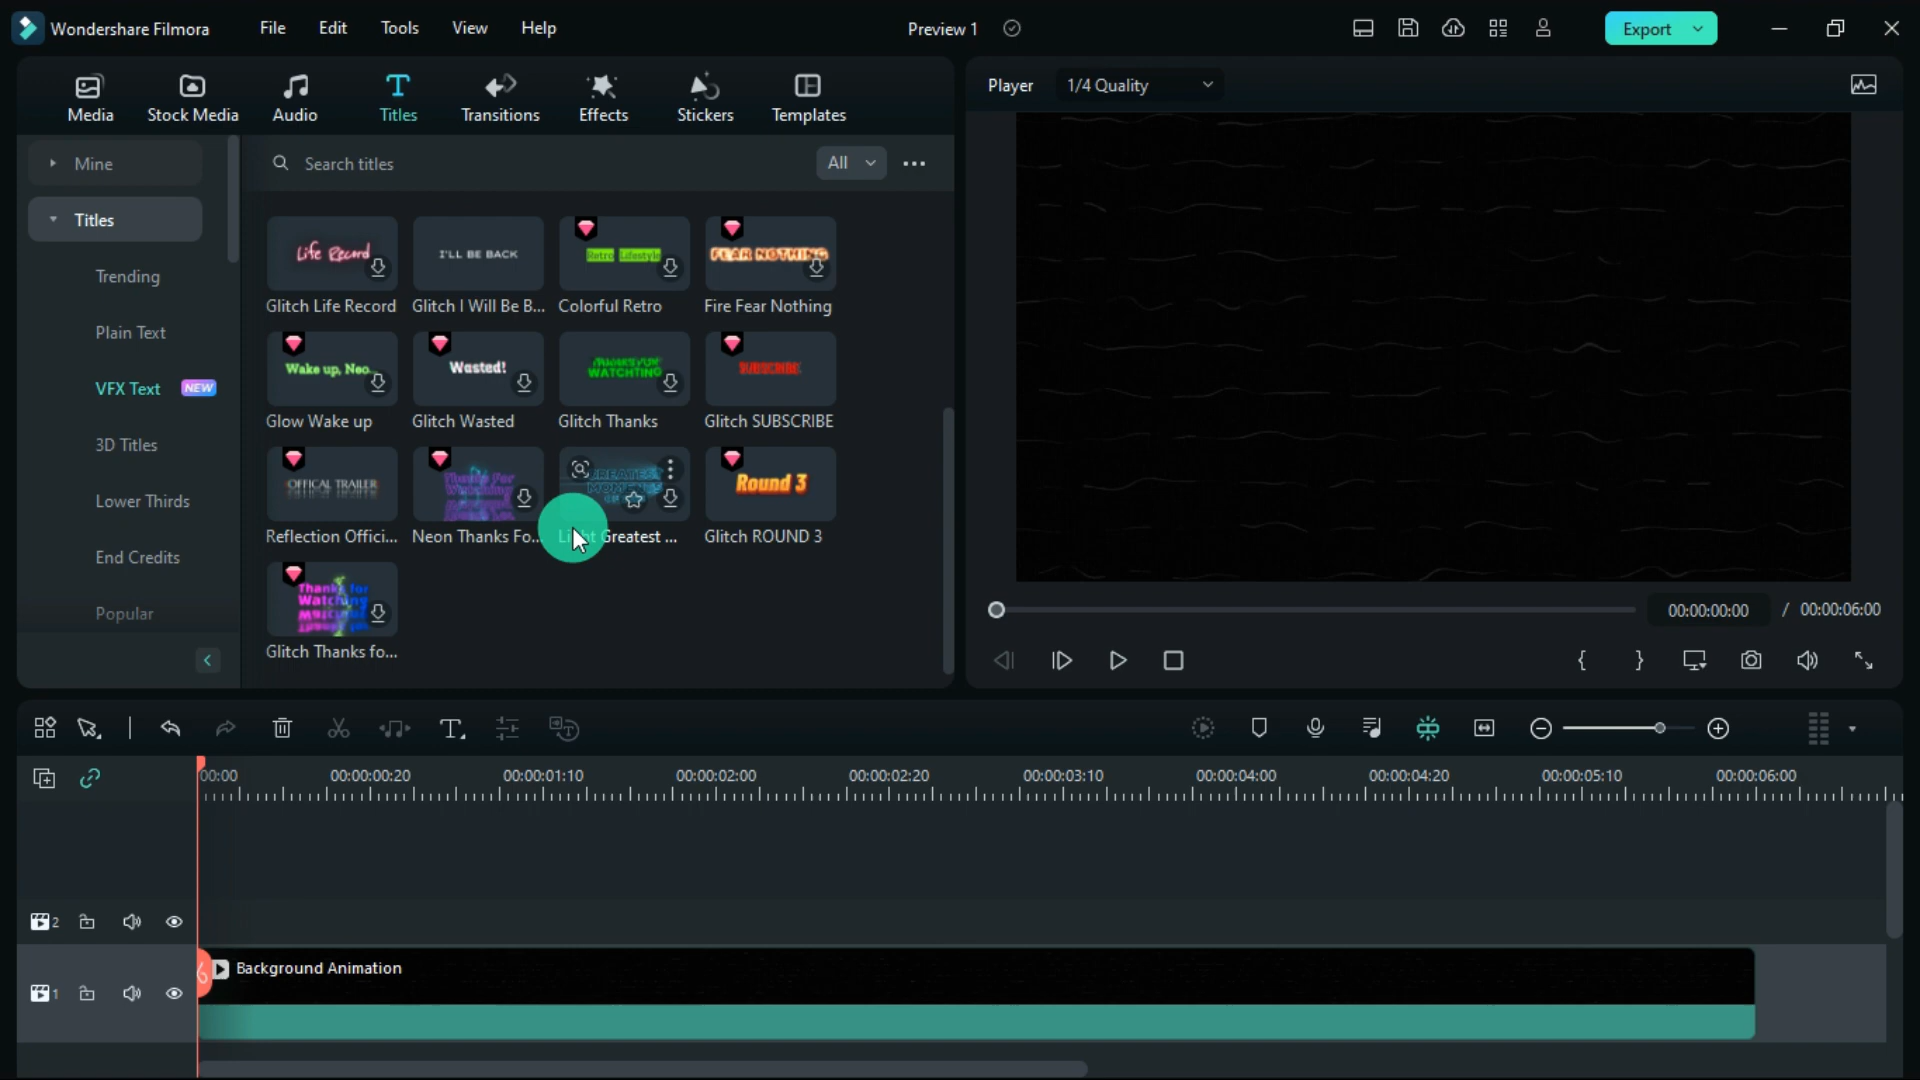 Wondershare Filmora
File
Edit
Tools
View
Help
Preview 1
Export
Media
Stock Media
Audio
Titles
Transitions
Effects
Stickers
Templates
Player
1/4 Quality
Mine
Titles
Trending
Plain Text
VFX Text
NEW
3D Titles
Lower Thirds
End Credits
Popular
Search titles
All
Life Record
I'LL BE BACK
Retro Lifestyle
FEAR NOTHING
Glitch Life Record
Glitch I Will Be B...
Colorful Retro
Fire Fear Nothing
Wake up, Neo
Wasted!
WATCHTING
SUBSCRIBE
Glow Wake up
Glitch Wasted
Glitch Thanks
Glitch SUBSCRIBE
OFFICAL TRAILER
Thanks For
Watching
GREATEST
MOMENTS
Round 3
Reflection Offici...
Neon Thanks Fo...
Greatest ...
Glitch ROUND 3
Thanks for
Watching
Glitch Thanks fo...
00:00:00:00
/ 00:00:06:00
00:00
00:00:00:20
00:00:01:10
00:00:02:00
00:00:02:20
00:00:03:10
00:00:04:00
00:00:04:20
00:00:05:10
00:00:06:00
2
1
Background Animation